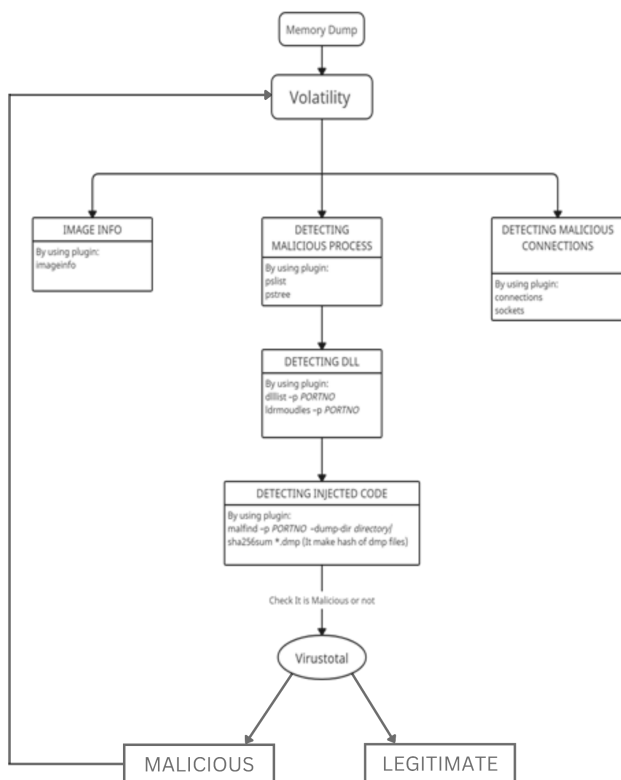 Memory Dump
Volatility
IMAGE INFO
By using plugin:
imageinfo
DETECTING
MALICIOUS PROCESS
By using plugin:
pslist
pstree
DETECTING MALICIOUS
CONNECTIONS
By using plugin:
connections
sockets
DETECTING DLL
By using plugin:
dlllist –p PORTNO
ldrmoudles –p PORTNO
DETECTING INJECTED CODE
By using plugin:
malfind –p PORTNO –dump-dir directory/
sha256sum *.dmp (It make hash of dmp files)
Check It is Malicious or not
Virustotal
MALICIOUS
LEGITIMATE